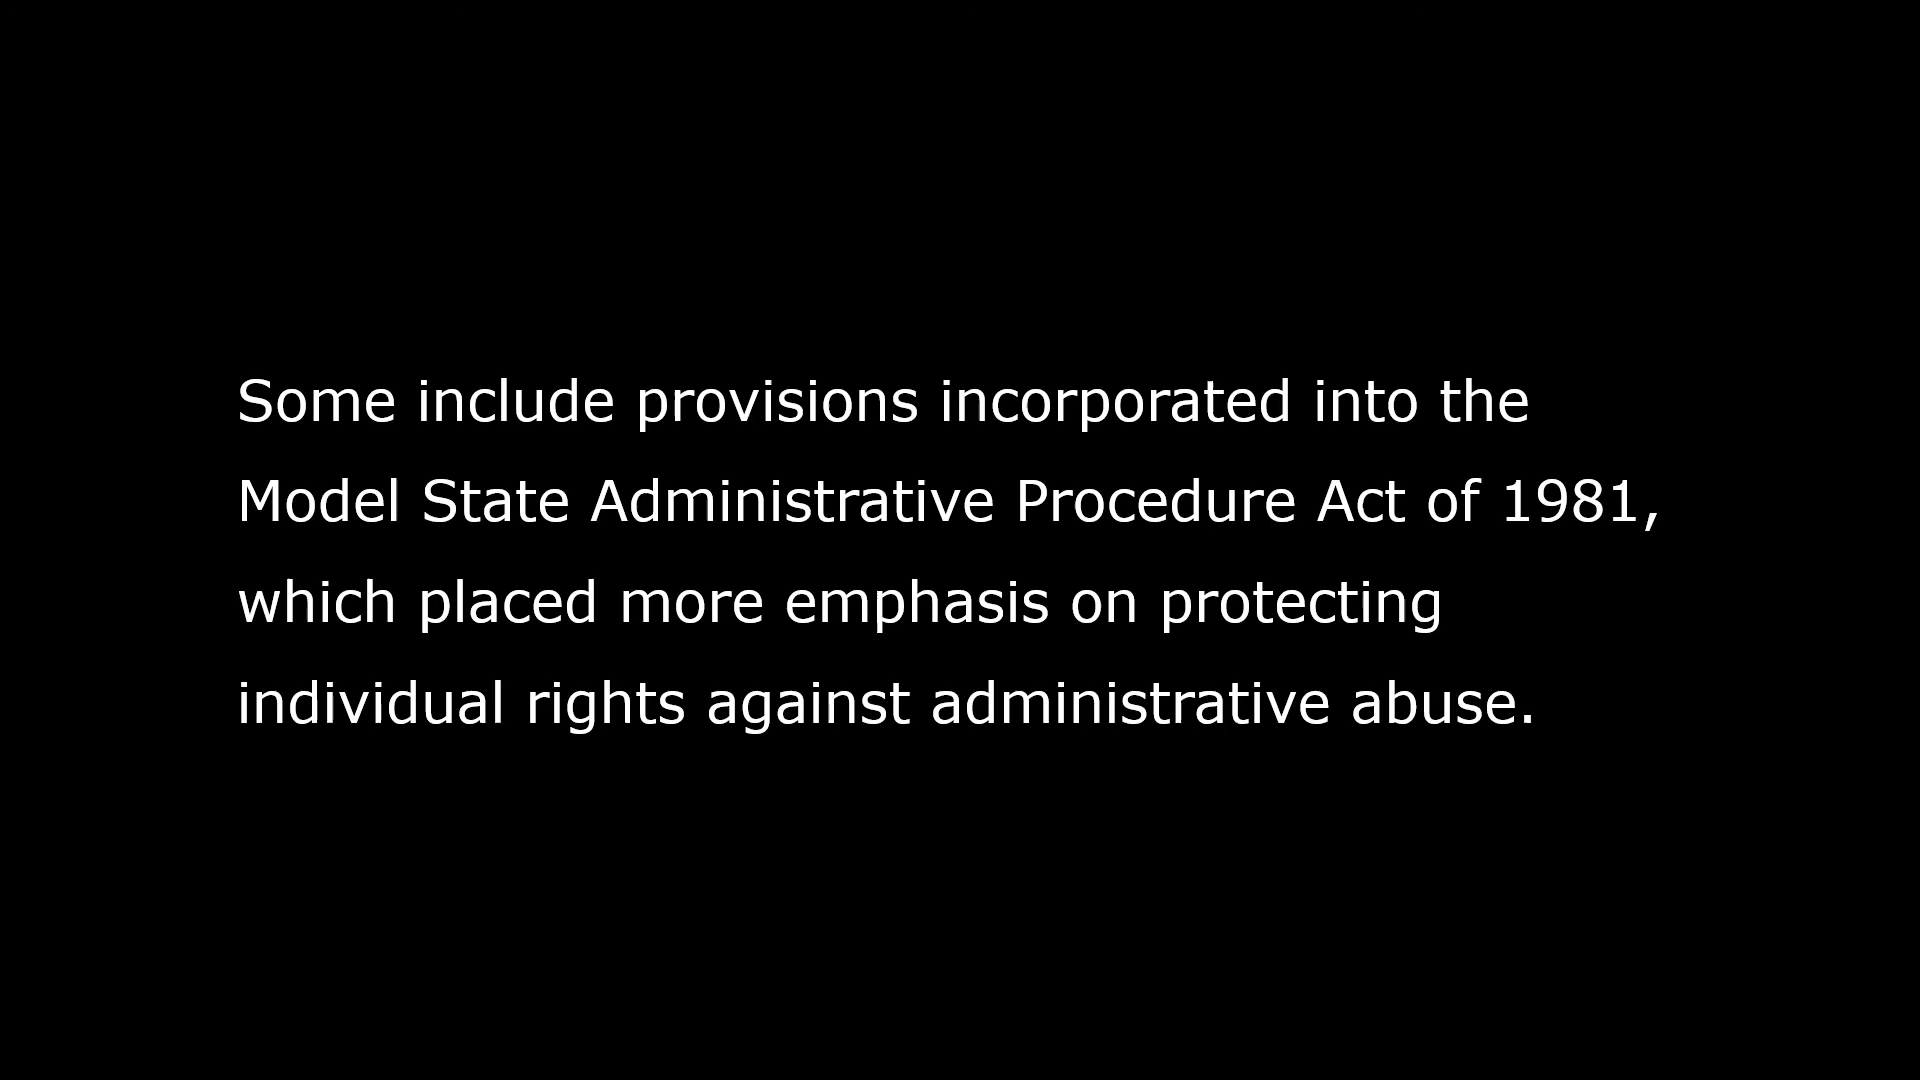 Some include provisions incorporated into the
Model State Administrative Procedure Act of 1981,
which placed more emphasis on protecting
individual rights against administrative abuse.